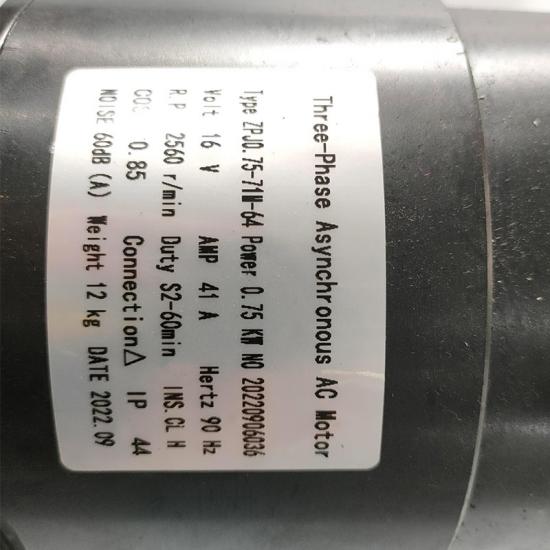 Three-Phase Asynchronous AC Motor
Type ZPJ0.75-71M-64 Power 0.75 KW NO 20220906036
Volt 16 V AMP 41 A Hertz 90 Hz
R.P 2560 r/min Duty S2-60min INS.CL H
COS 0.85 Connection△ IP 44
NOISE 60dB(A) Weight 12 kg DATE 2022.09